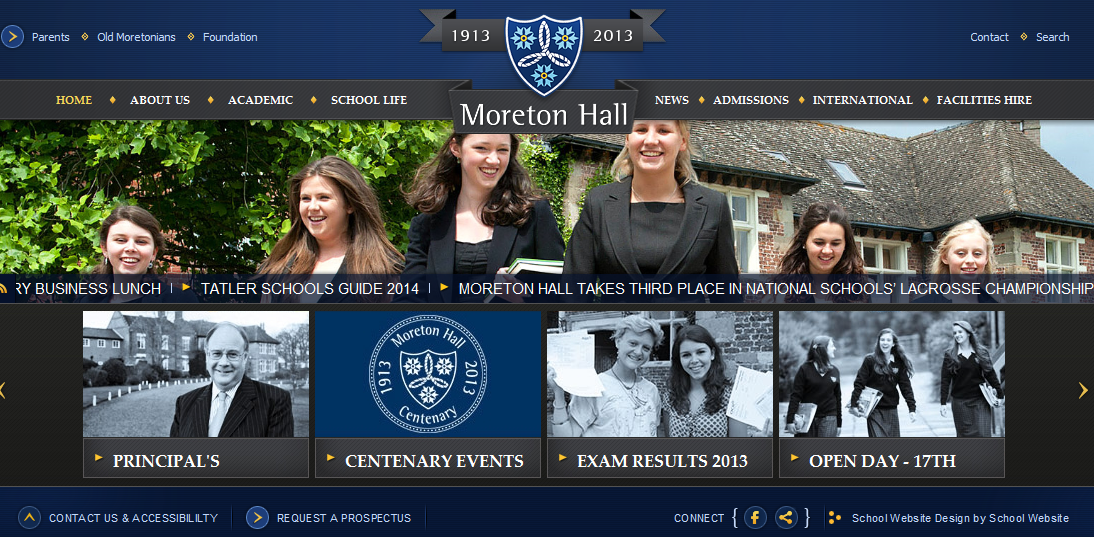 Parents Old Moretonians Foundation
1913 2013
Contact Search
HOME ABOUT US ACADEMIC SCHOOL LIFE
Moreton Hall
NEWS ADMISSIONS INTERNATIONAL FACILITIES HIRE
RY BUSINESS LUNCH | TATLER SCHOOLS GUIDE 2014 | MORETON HALL TAKES THIRD PLACE IN NATIONAL SCHOOLS' LACROSSE CHAMPIONSHIP
Moreton Hall
1913 2013
Centenary
PRINCIPAL'S
CENTENARY EVENTS
EXAM RESULTS 2013
OPEN DAY - 17TH
CONTACT US & ACCESSIBILILTY REQUEST A PROSPECTUS
CONNECT { f } School Website Design by School Website